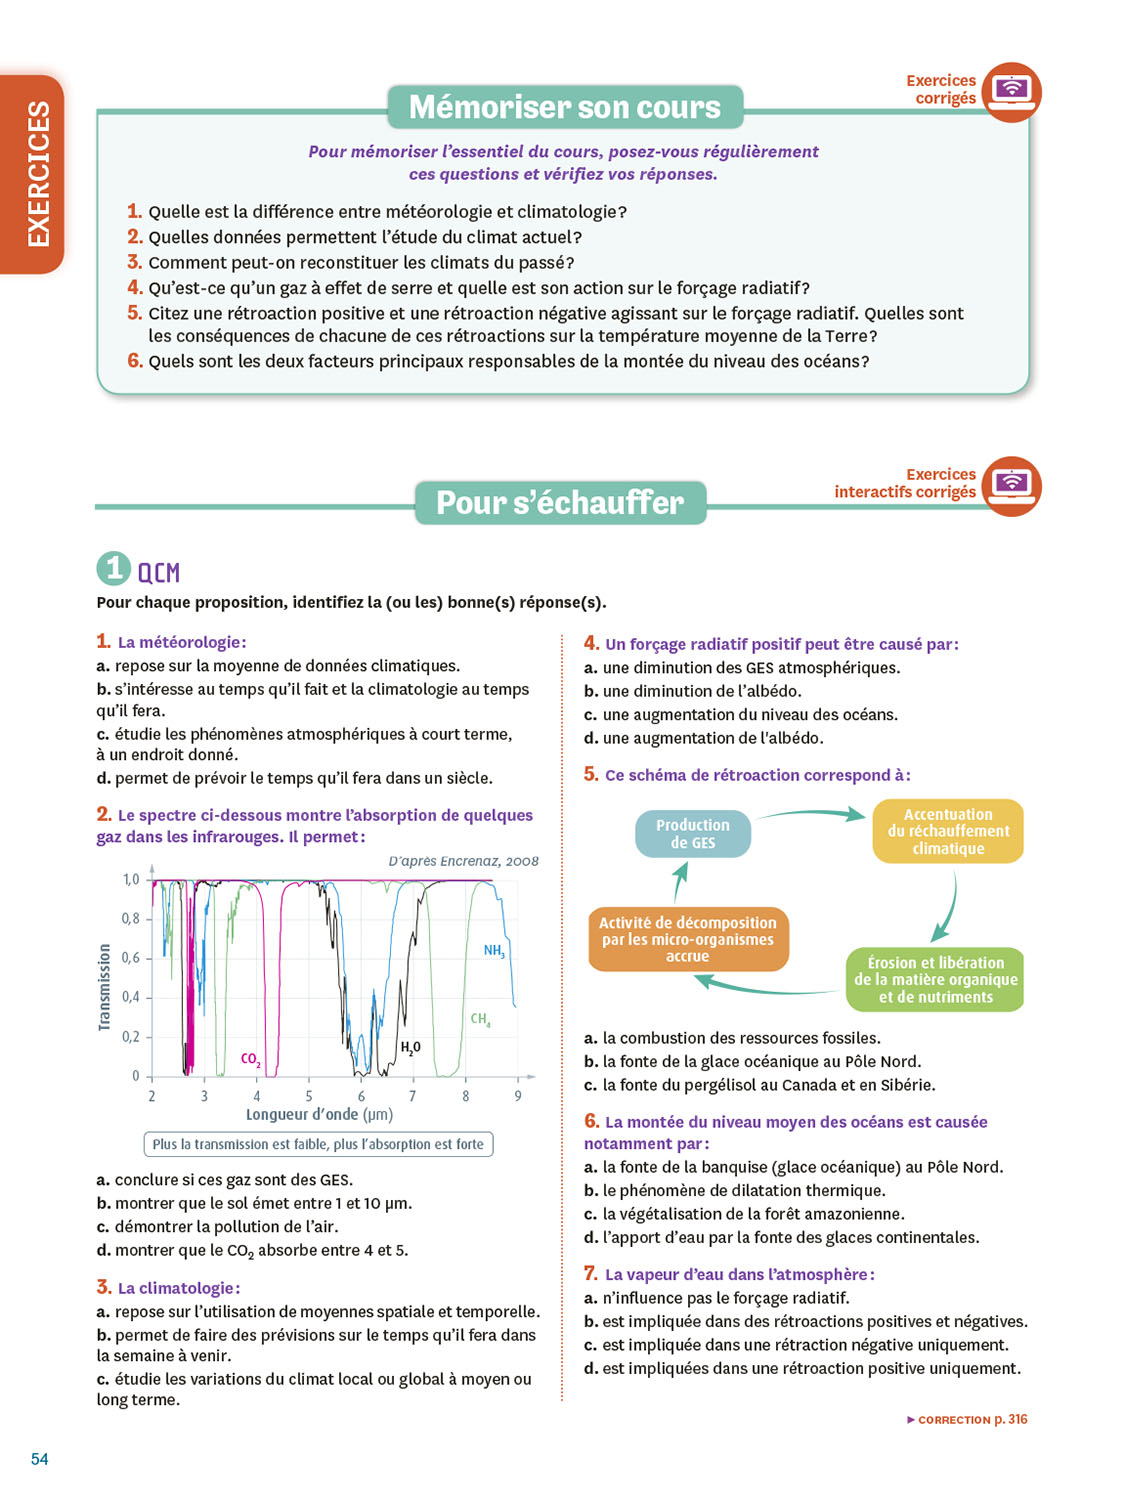 EXERCICES
Exercices
corrigés
Mémoriser son cours
Pour mémoriser l'essentiel du cours, posez-vous régulièrement
ces questions et vérifiez vos réponses.
1. Quelle est la différence entre météorologie et climatologie ?
2. Quelles données permettent l'étude du climat actuel ?
3. Comment peut-on reconstituer les climats du passé ?
4. Qu'est-ce qu'un gaz à effet de serre et quelle est son action sur le forçage radiatif ?
5. Citez une rétroaction positive et une rétroaction négative agissant sur le forçage radiatif. Quelles sont
les conséquences de chacune de ces rétroactions sur la température moyenne de la Terre ?
6. Quels sont les deux facteurs principaux responsables de la montée du niveau des océans ?
Exercices
interactifs corrigés
Pour s'échauffer
1 QCM
Pour chaque proposition, identifiez la (ou les) bonne(s) réponse(s).
1. La météorologie :
a. repose sur la moyenne de données climatiques.
b. s'intéresse au temps qu'il fait et la climatologie au temps
qu'il fera.
c. étudie les phénomènes atmosphériques à court terme,
à un endroit donné.
d. permet de prévoir le temps qu'il fera dans un siècle.
2. Le spectre ci-dessous montre l'absorption de quelques
gaz dans les infrarouges. Il permet :
D'après Encrenaz, 2008
1,0
0,8
0,6
0,4
0,2
0
Transmission
NH3
CH4
H2O
CO2
2 3 4 5 6 7 8 9
Longueur d'onde (µm)
Plus la transmission est faible, plus l'absorption est forte
a. conclure si ces gaz sont des GES.
b. montrer que le sol émet entre 1 et 10 µm.
c. démontrer la pollution de l'air.
d. montrer que le CO2 absorbe entre 4 et 5.
3. La climatologie :
a. repose sur l'utilisation de moyennes spatiale et temporelle.
b. permet de faire des prévisions sur le temps qu'il fera dans
la semaine à venir.
c. étudie les variations du climat local ou global à moyen ou
long terme.
4. Un forçage radiatif positif peut être causé par :
a. une diminution des GES atmosphériques.
b. une diminution de l'albédo.
c. une augmentation du niveau des océans.
d. une augmentation de l'albédo.
5. Ce schéma de rétroaction correspond à :
Production
de GES
Accentuation
du réchauffement
climatique
Activité de décomposition
par les micro-organismes
accrue
Érosion et libération
de la matière organique
et de nutriments
a. la combustion des ressources fossiles.
b. la fonte de la glace océanique au Pôle Nord.
c. la fonte du pergélisol au Canada et en Sibérie.
6. La montée du niveau moyen des océans est causée
notamment par :
a. la fonte de la banquise (glace océanique) au Pôle Nord.
b. le phénomène de dilatation thermique.
c. la végétalisation de la forêt amazonienne.
d. l'apport d'eau par la fonte des glaces continentales.
7. La vapeur d'eau dans l'atmosphère :
a. n'influence pas le forçage radiatif.
b. est impliquée dans des rétroactions positives et négatives.
c. est impliquée dans une rétraction négative uniquement.
d. est impliquées dans une rétroaction positive uniquement.
► CORRECTION p. 316
54